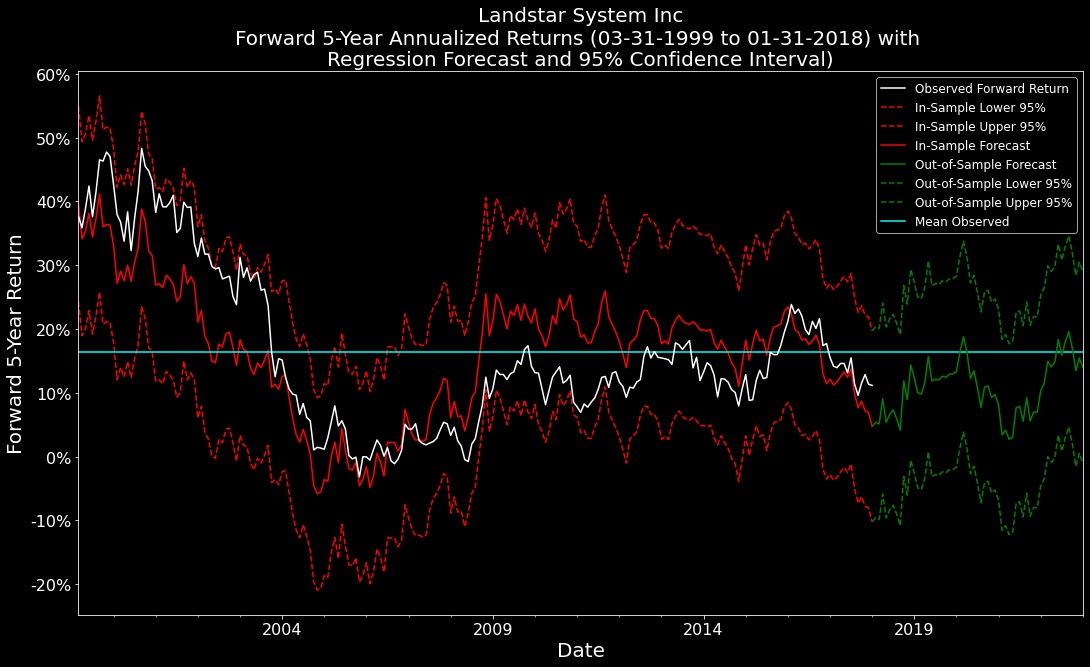 Landstar System Inc
Forward 5-Year Annualized Returns (03-31-1999 to 01-31-2018) with
Regression Forecast and 95% Confidence Interval)
60%
50%
40%
30%
20%
10%
0%
-10%
-20%
Forward 5-Year Return
Observed Forward Return
In-Sample Lower 95%
In-Sample Upper 95%
In-Sample Forecast
Out-of-Sample Forecast
Out-of-Sample Lower 95%
Out-of-Sample Upper 95%
Mean Observed
2004
2009
2014
2019
Date